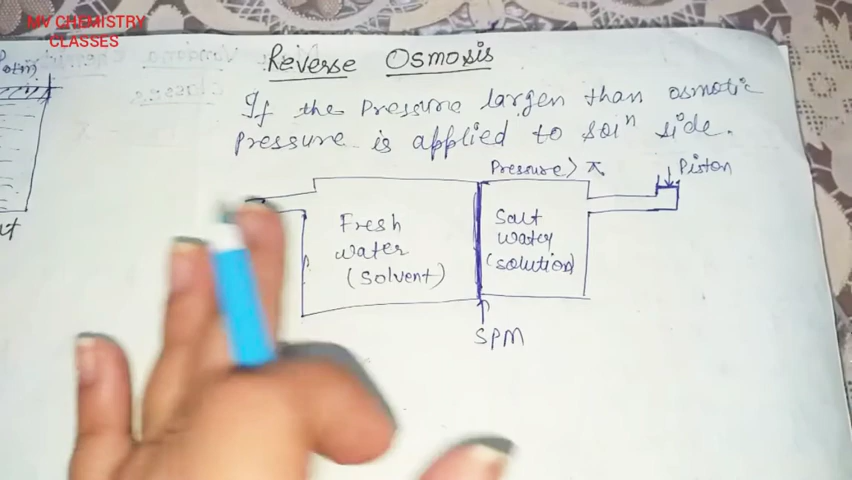 MV CHEMISTRY
CLASSES
Reverse Osmosis
If the Pressure larger than osmotic
pressure is applied to solⁿ side.
Pressure > π
Piston
Fresh
water
(solvent)
Salt
water
(solution)
SPM